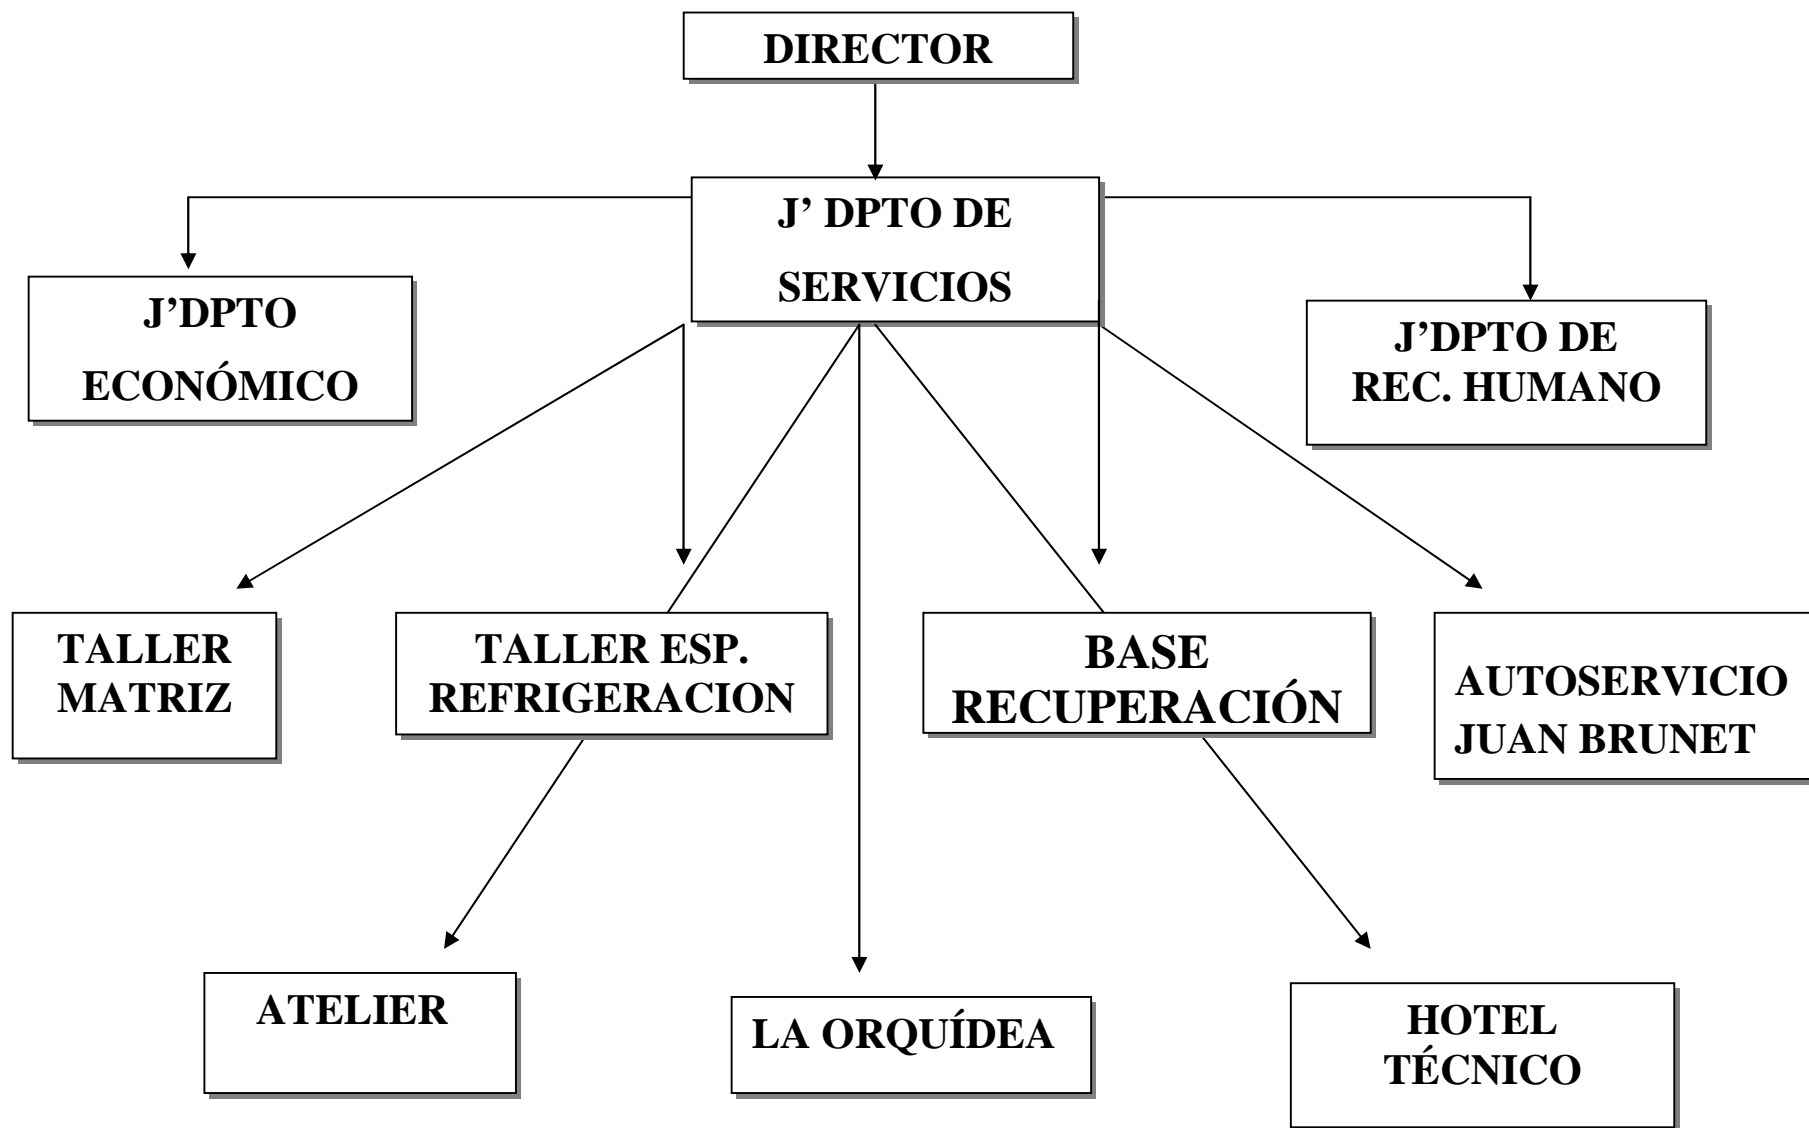 DIRECTOR
J’ DPTO DE
SERVICIOS
J’DPTO
ECONÓMICO
J’DPTO DE
REC. HUMANO
TALLER
MATRIZ
TALLER ESP.
REFRIGERACION
BASE
RECUPERACIÓN
AUTOSERVICIO
JUAN BRUNET
ATELIER
LA ORQUÍDEA
HOTEL
TÉCNICO